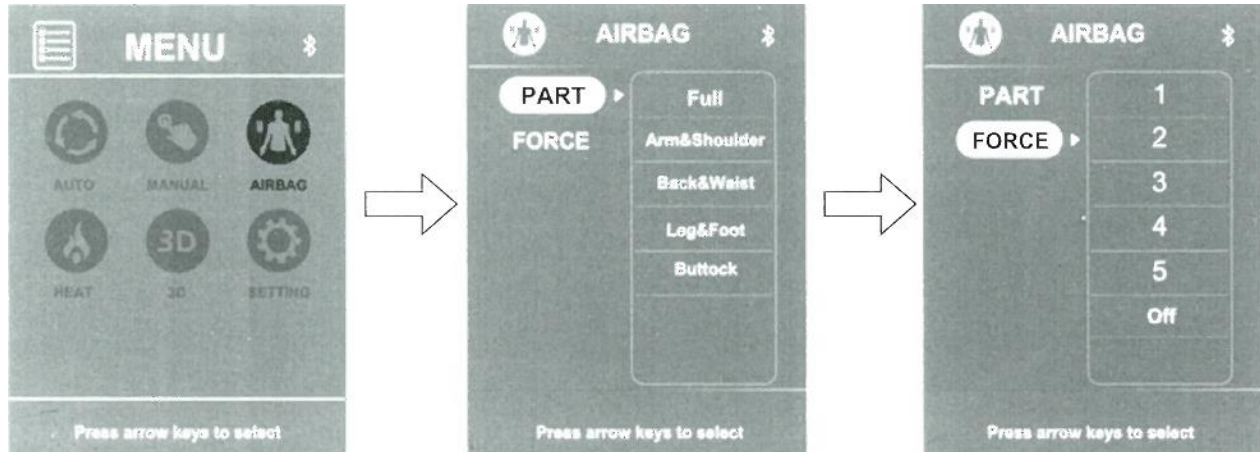 MENU
AUTO
MANUAL
AIRBAG
3D
HEAT
3D
SETTING
Press arrow keys to select
AIRBAG
PART
FORCE
Full
Arm&Shoulder
Back&Waist
Leg&Foot
Buttock
Press arrow keys to select
AIRBAG
PART
FORCE
1
2
3
4
5
Off
Press arrow keys to select